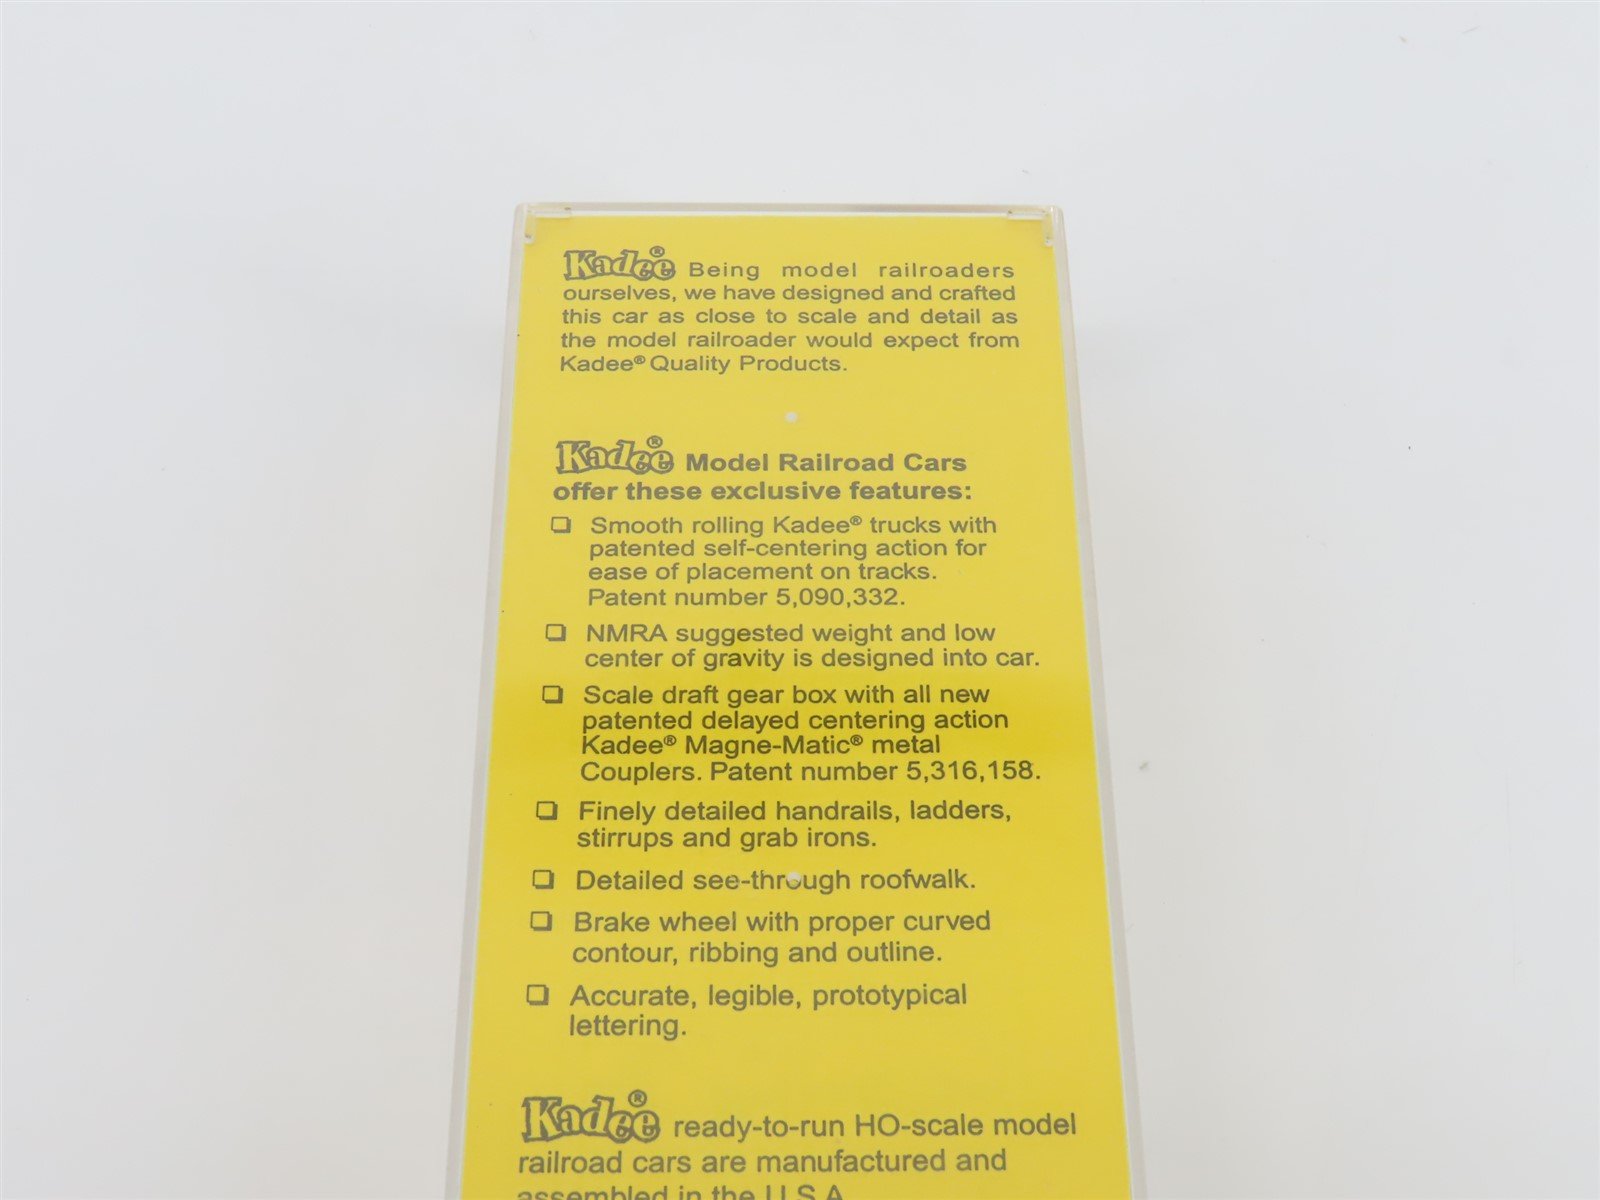 Kadee® Being model railroaders
ourselves, we have designed and crafted
this car as close to scale and detail as
the model railroader would expect from
Kadee® Quality Products.
Kadee® Model Railroad Cars
offer these exclusive features:
❑ Smooth rolling Kadee® trucks with
patented self-centering action for
ease of placement on tracks.
Patent number 5,090,332.
❑ NMRA suggested weight and low
center of gravity is designed into car.
❑ Scale draft gear box with all new
patented delayed centering action
Kadee® Magne-Matic® metal
Couplers. Patent number 5,316,158.
❑ Finely detailed handrails, ladders,
stirrups and grab irons.
❑ Detailed see-through roofwalk.
❑ Brake wheel with proper curved
contour, ribbing and outline.
❑ Accurate, legible, prototypical
lettering.
Kadee® ready-to-run HO-scale model
railroad cars are manufactured and
assembled in the U.S.A.